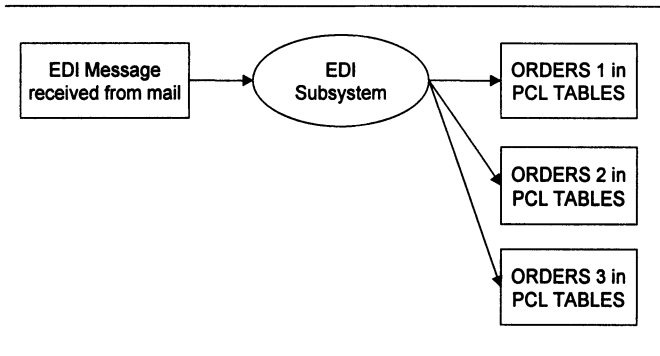 EDI Message
received from mail
EDI
Subsystem
ORDERS 1 in
PCL TABLES
ORDERS 2 in
PCL TABLES
ORDERS 3 in
PCL TABLES